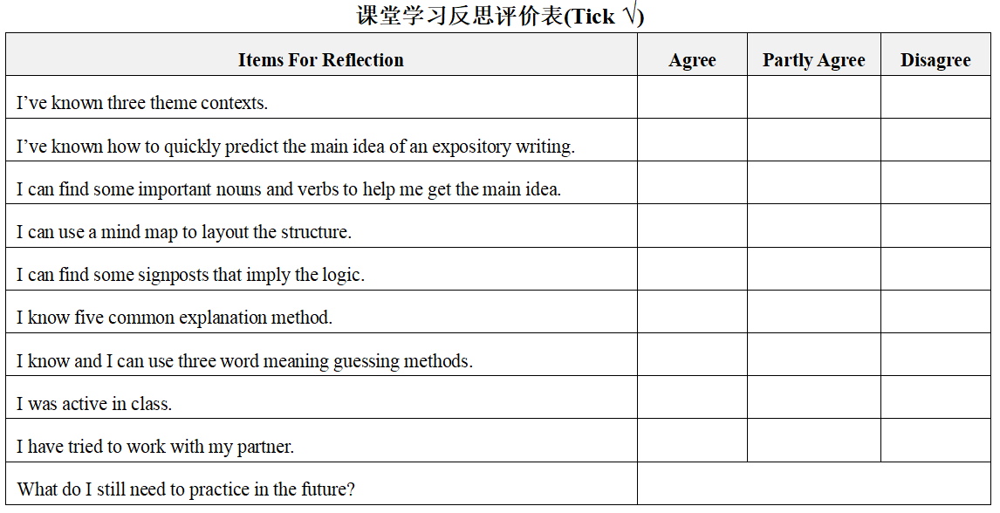 课堂学习反思评价表(Tick √)
Items For Reflection Agree Partly Agree Disagree
I’ve known three theme contexts.
I’ve known how to quickly predict the main idea of an expository writing.
I can find some important nouns and verbs to help me get the main idea.
I can use a mind map to layout the structure.
I can find some signposts that imply the logic.
I know five common explanation method.
I know and I can use three word meaning guessing methods.
I was active in class.
I have tried to work with my partner.
What do I still need to practice in the future?